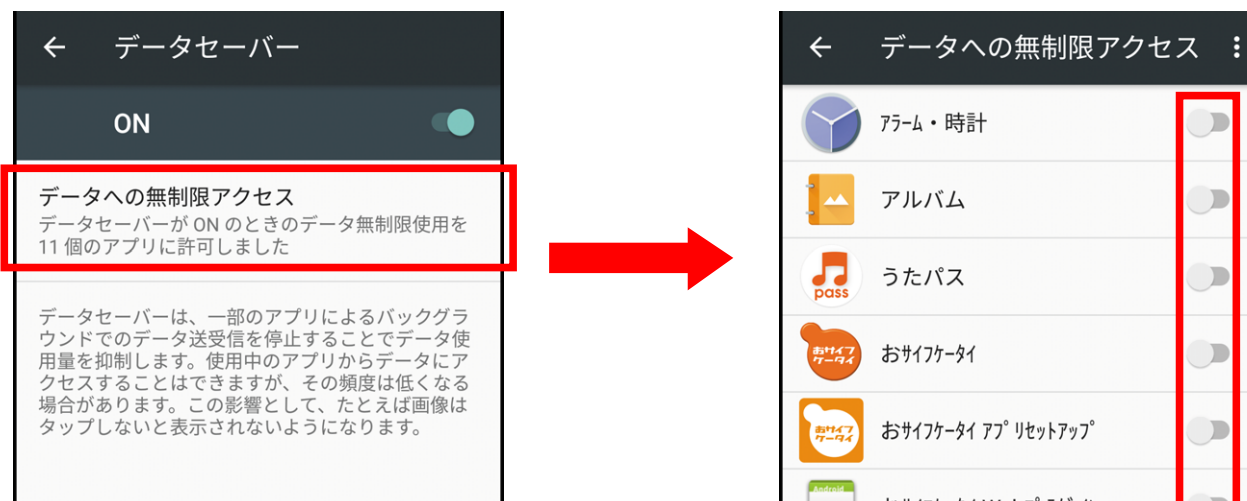 データセーバー
ON
データへの無制限アクセス
データセーバーが ON のときのデータ無制限使用を
11 個のアプリに許可しました
データセーバーは、一部のアプリによるバックグラ
ウンドでのデータ送受信を停止することでデータ使
用量を抑制します。使用中のアプリからデータにア
クセスすることはできますが、その頻度は低くなる
場合があります。この影響として、たとえば画像は
タップしないと表示されないようになります。
データへの無制限アクセス
ｱﾗｰﾑ・時計
アルバム
pass
うたパス
おサイフ
ケータイ
おｻｲﾌｹｰﾀｲ
おサイフ
ケータイ
おｻｲﾌｹｰﾀｲ ｱﾌﾟﾘｾｯﾄｱｯﾌﾟ
Android